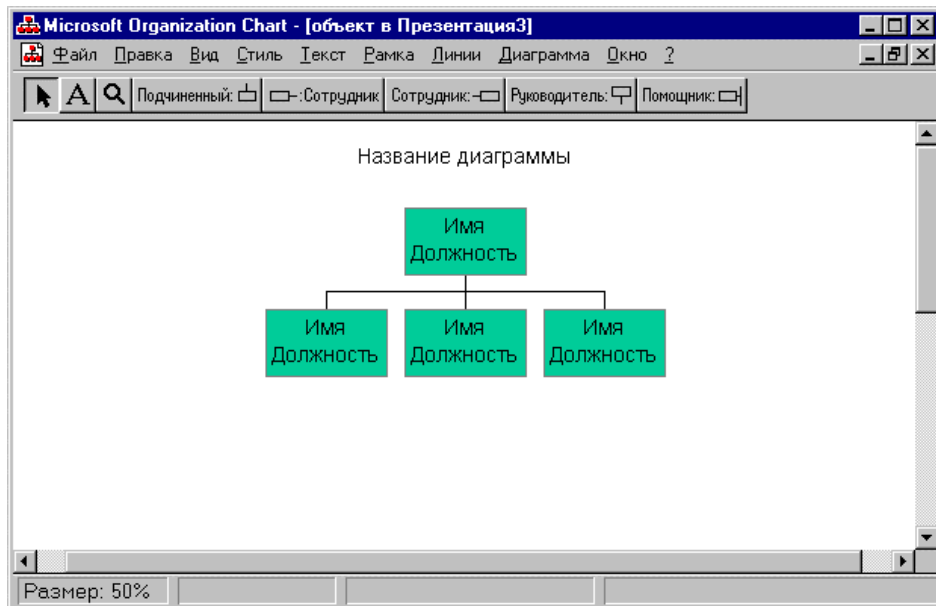 Microsoft Organization Chart - [объект в Презентация3]
Файл Правка Вид Стиль Текст Рамка Линии Диаграмма Окно ?
A Подчиненный: :Сотрудник Сотрудник: Руководитель: Помощник:
Название диаграммы
Имя
Должность
Имя Имя Имя
Должность Должность Должность
Размер: 50%